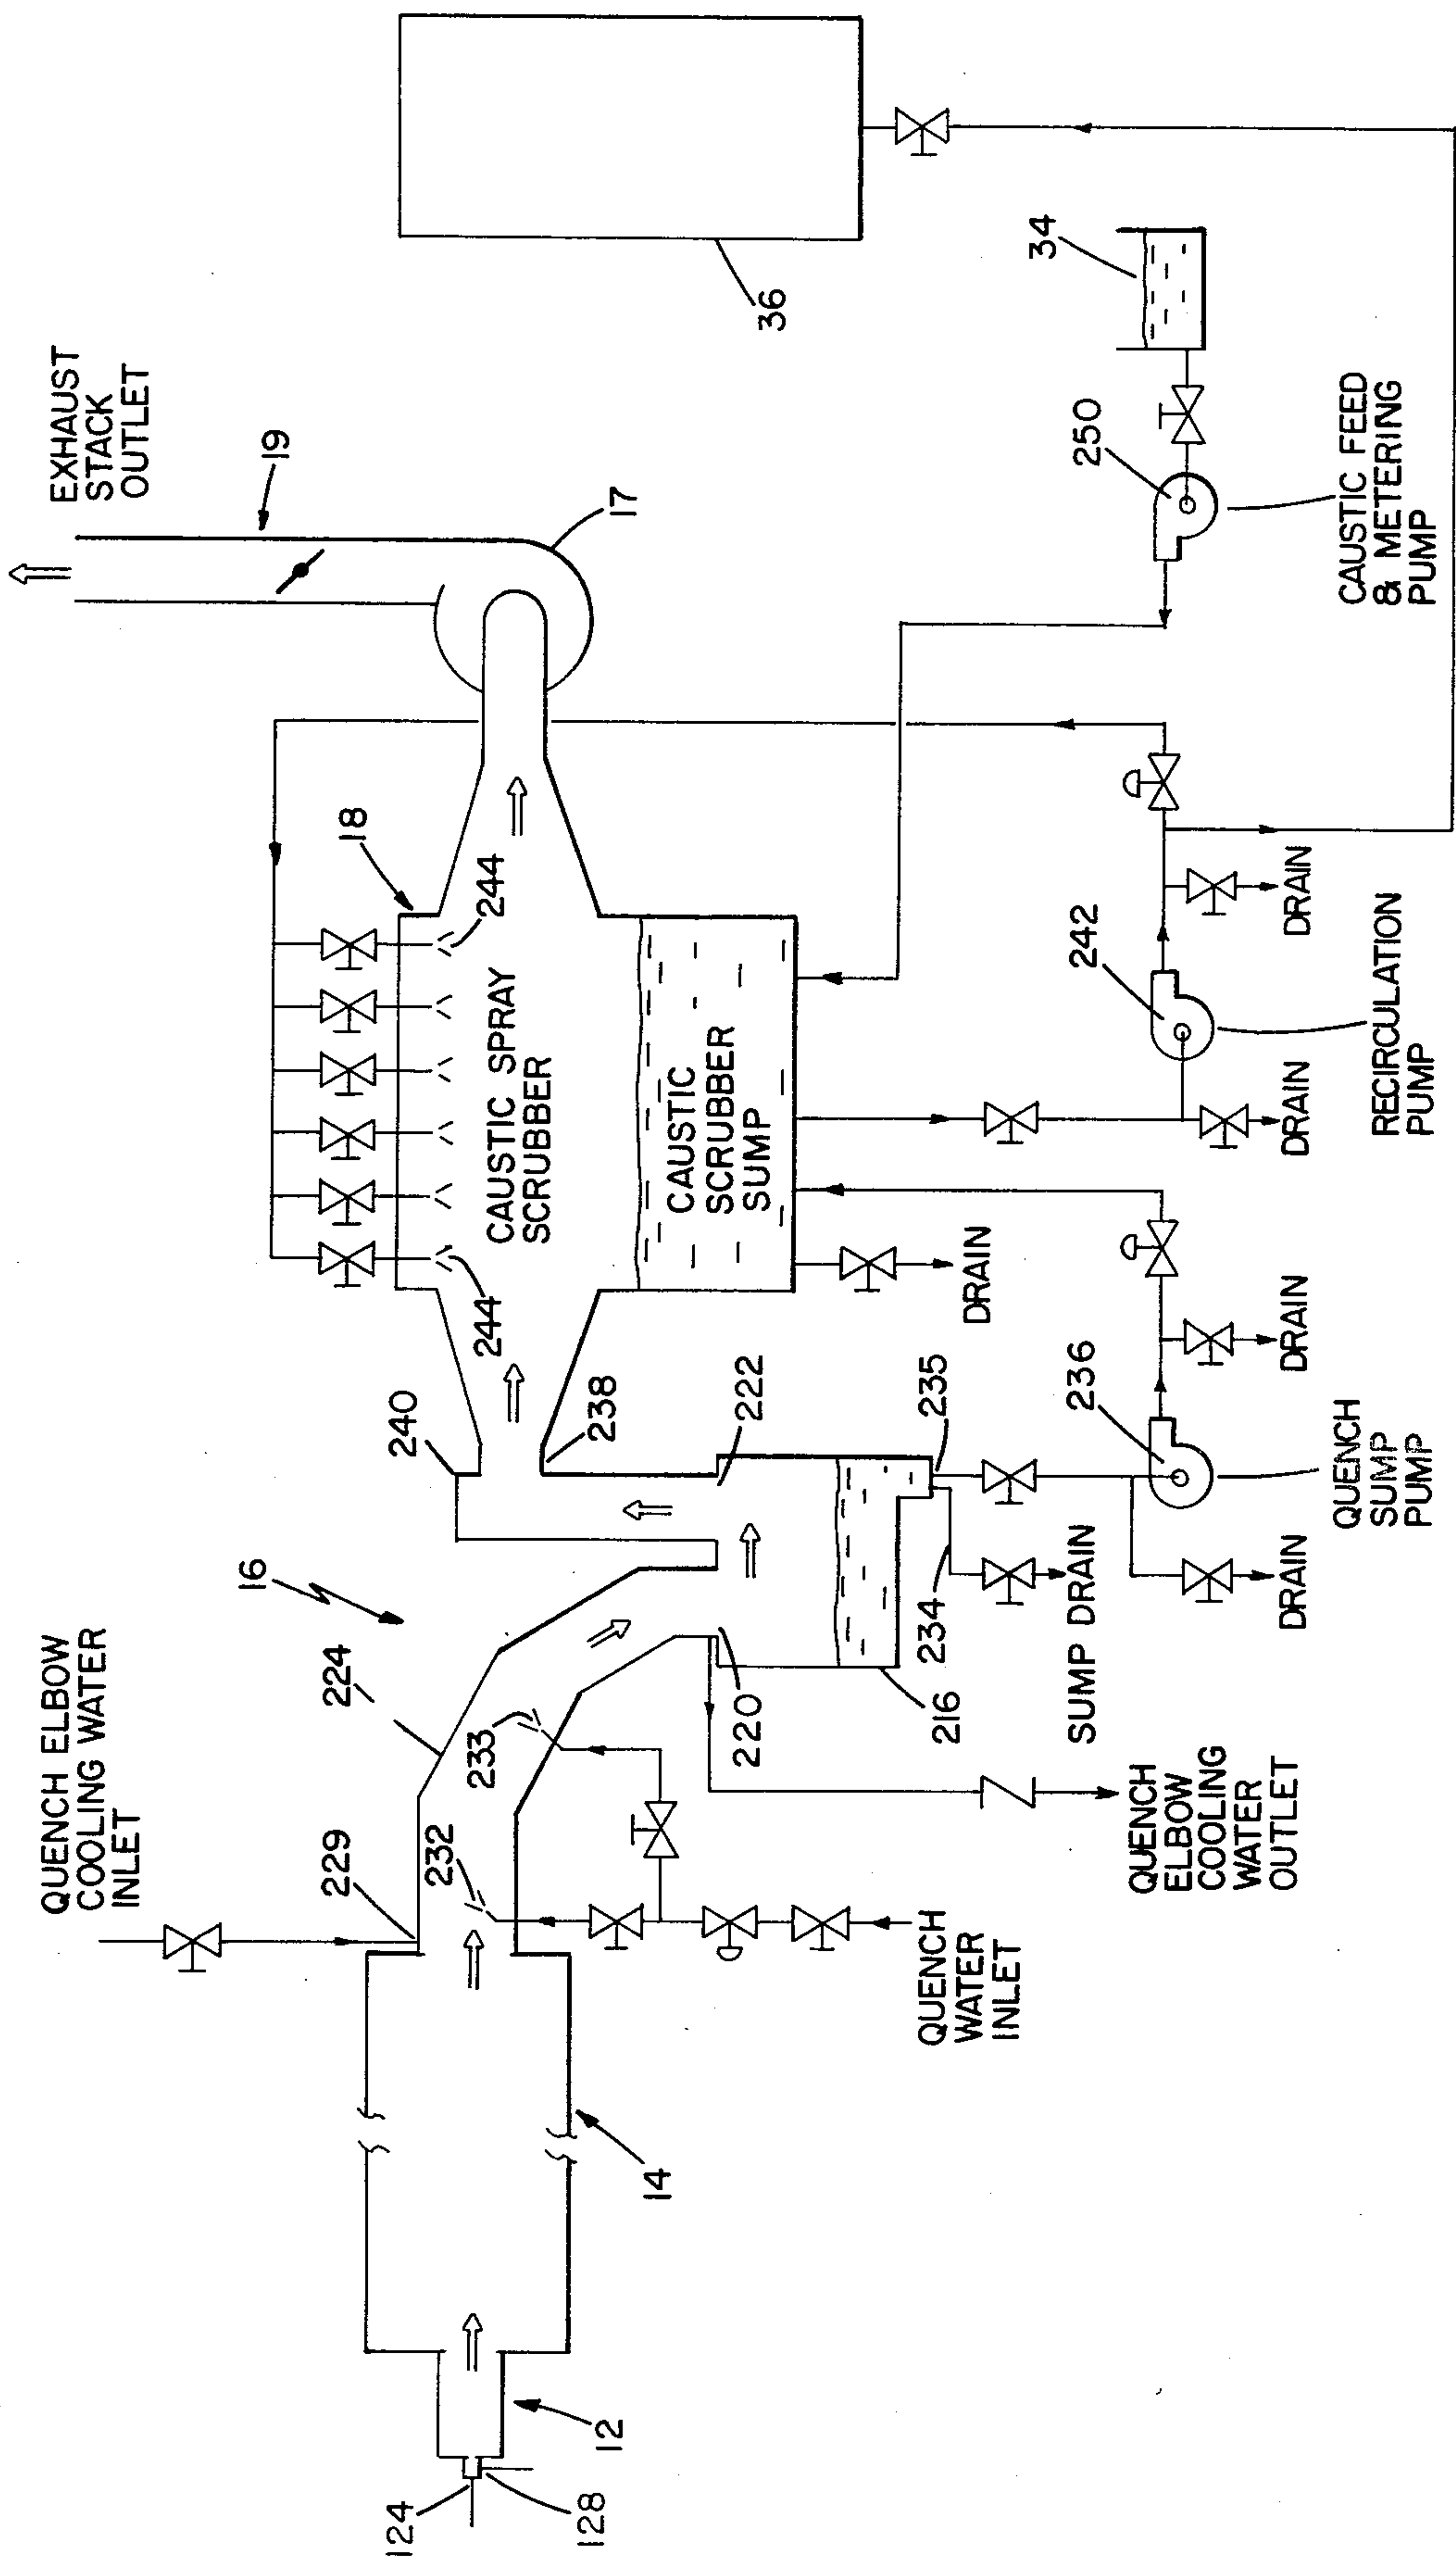 EXHAUST
STACK
OUTLET
19
17
36
34
250
CAUSTIC FEED
& METERING
PUMP
18
244
244
CAUSTIC SPRAY
SCRUBBER
CAUSTIC
SCRUBBER
SUMP
DRAIN
242
RECIRCULATION
PUMP
DRAIN
DRAIN
240
238
222
235
236
QUENCH
SUMP
PUMP
DRAIN
DRAIN
234
SUMP DRAIN
16
QUENCH ELBOW
COOLING WATER
INLET
224
229
232
233
220
216
QUENCH
ELBOW
COOLING
WATER
OUTLET
QUENCH
WATER
INLET
14
12
124
128